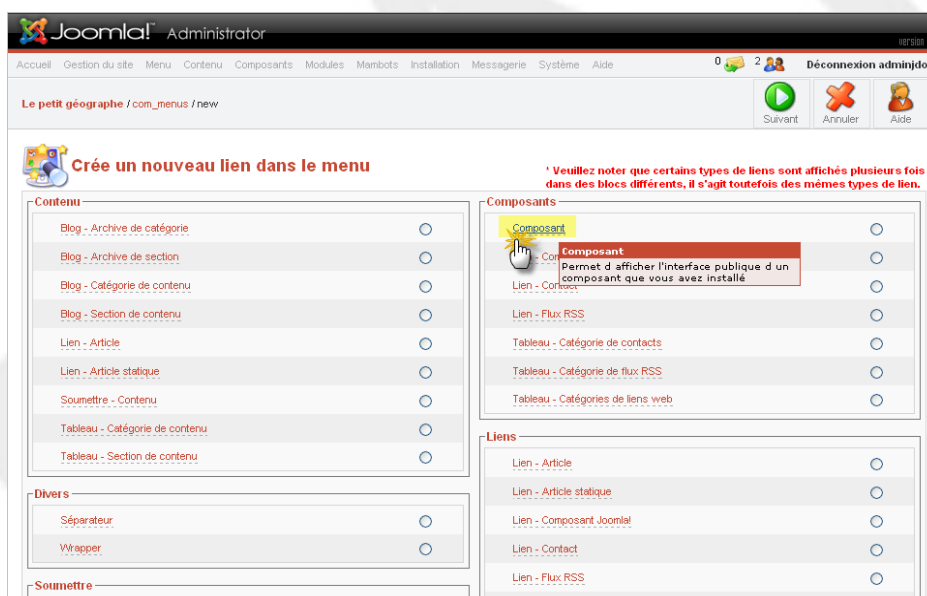 Joomla! Administrator
version
Accueil Gestion du site Menu Contenu Composants Modules Mambots Installation Messagerie Système Aide 0 2 Déconnexion adminjdo
Le petit géographe / com_menus / new
Suivant Annuler Aide
Crée un nouveau lien dans le menu
* Veuillez noter que certains types de liens sont affichés plusieurs fois
dans des blocs différents, il s'agit toutefois des mêmes types de lien.
Contenu
Blog - Archive de catégorie
Blog - Archive de section
Blog - Catégorie de contenu
Blog - Section de contenu
Lien - Article
Lien - Article statique
Soumettre - Contenu
Tableau - Catégorie de contenu
Tableau - Section de contenu
Divers
Séparateur
Wrapper
Soumettre
Composants
Composant
Composant
Permet d afficher l'interface publique d un
composant que vous avez installé
Lien - Contact
Lien - Flux RSS
Tableau - Catégorie de contacts
Tableau - Catégorie de flux RSS
Tableau - Catégories de liens web
Liens
Lien - Article
Lien - Article statique
Lien - Composant Joomla!
Lien - Contact
Lien - Flux RSS